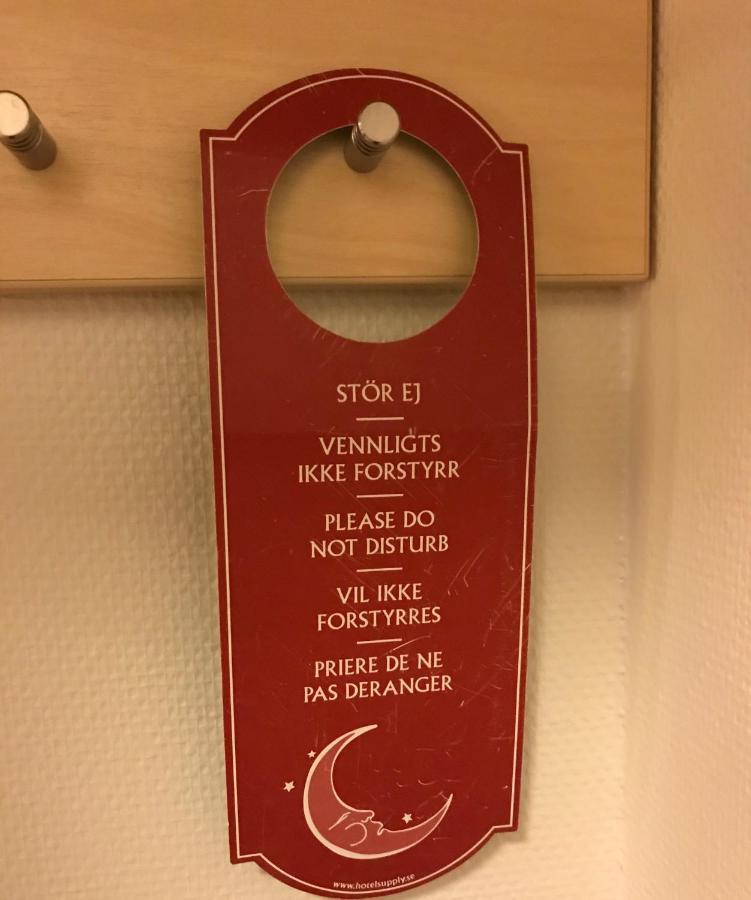 STÖR EJ
VENNLIGTS
IKKE FORSTYRR
PLEASE DO
NOT DISTURB
VIL IKKE
FORSTYRRES
PRIERE DE NE
PAS DERANGER
www.hotelsupply.se